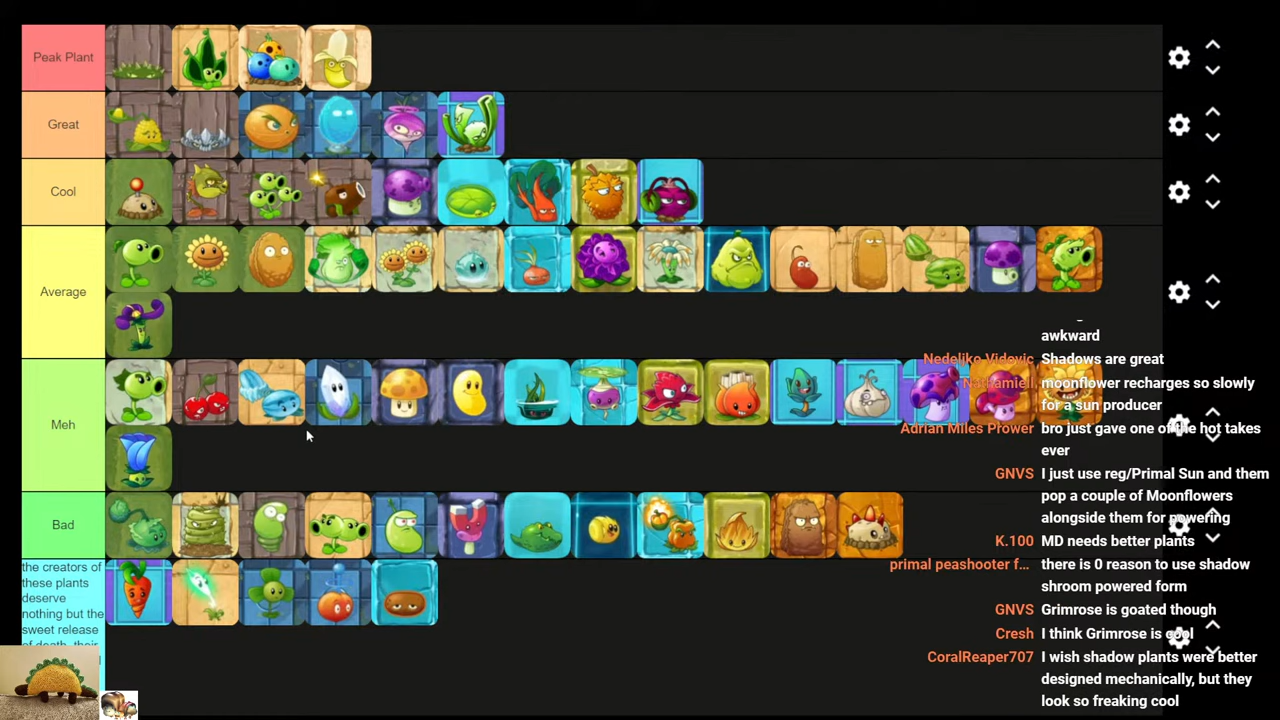 Peak Plant
Great
Cool
Average
Meh
Bad
the creators of
these plants
deserve
nothing but the
sweet release
of death, their
awkward
Nedeljko Vidovic Shadows are great
Nathamiell moonflower recharges so slowly
for a sun producer
Adrian Miles Prower bro just gave one of the hot takes
ever
GNVS I just use reg/Primal Sun and them
pop a couple of Moonflowers
alongside them for powering
K.100 MD needs better plants
primal peashooter f... there is 0 reason to use shadow
shroom powered form
GNVS Grimrose is goated though
Cresh I think Grimrose is cool
CoralReaper707 I wish shadow plants were better
designed mechanically, but they
look so freaking cool